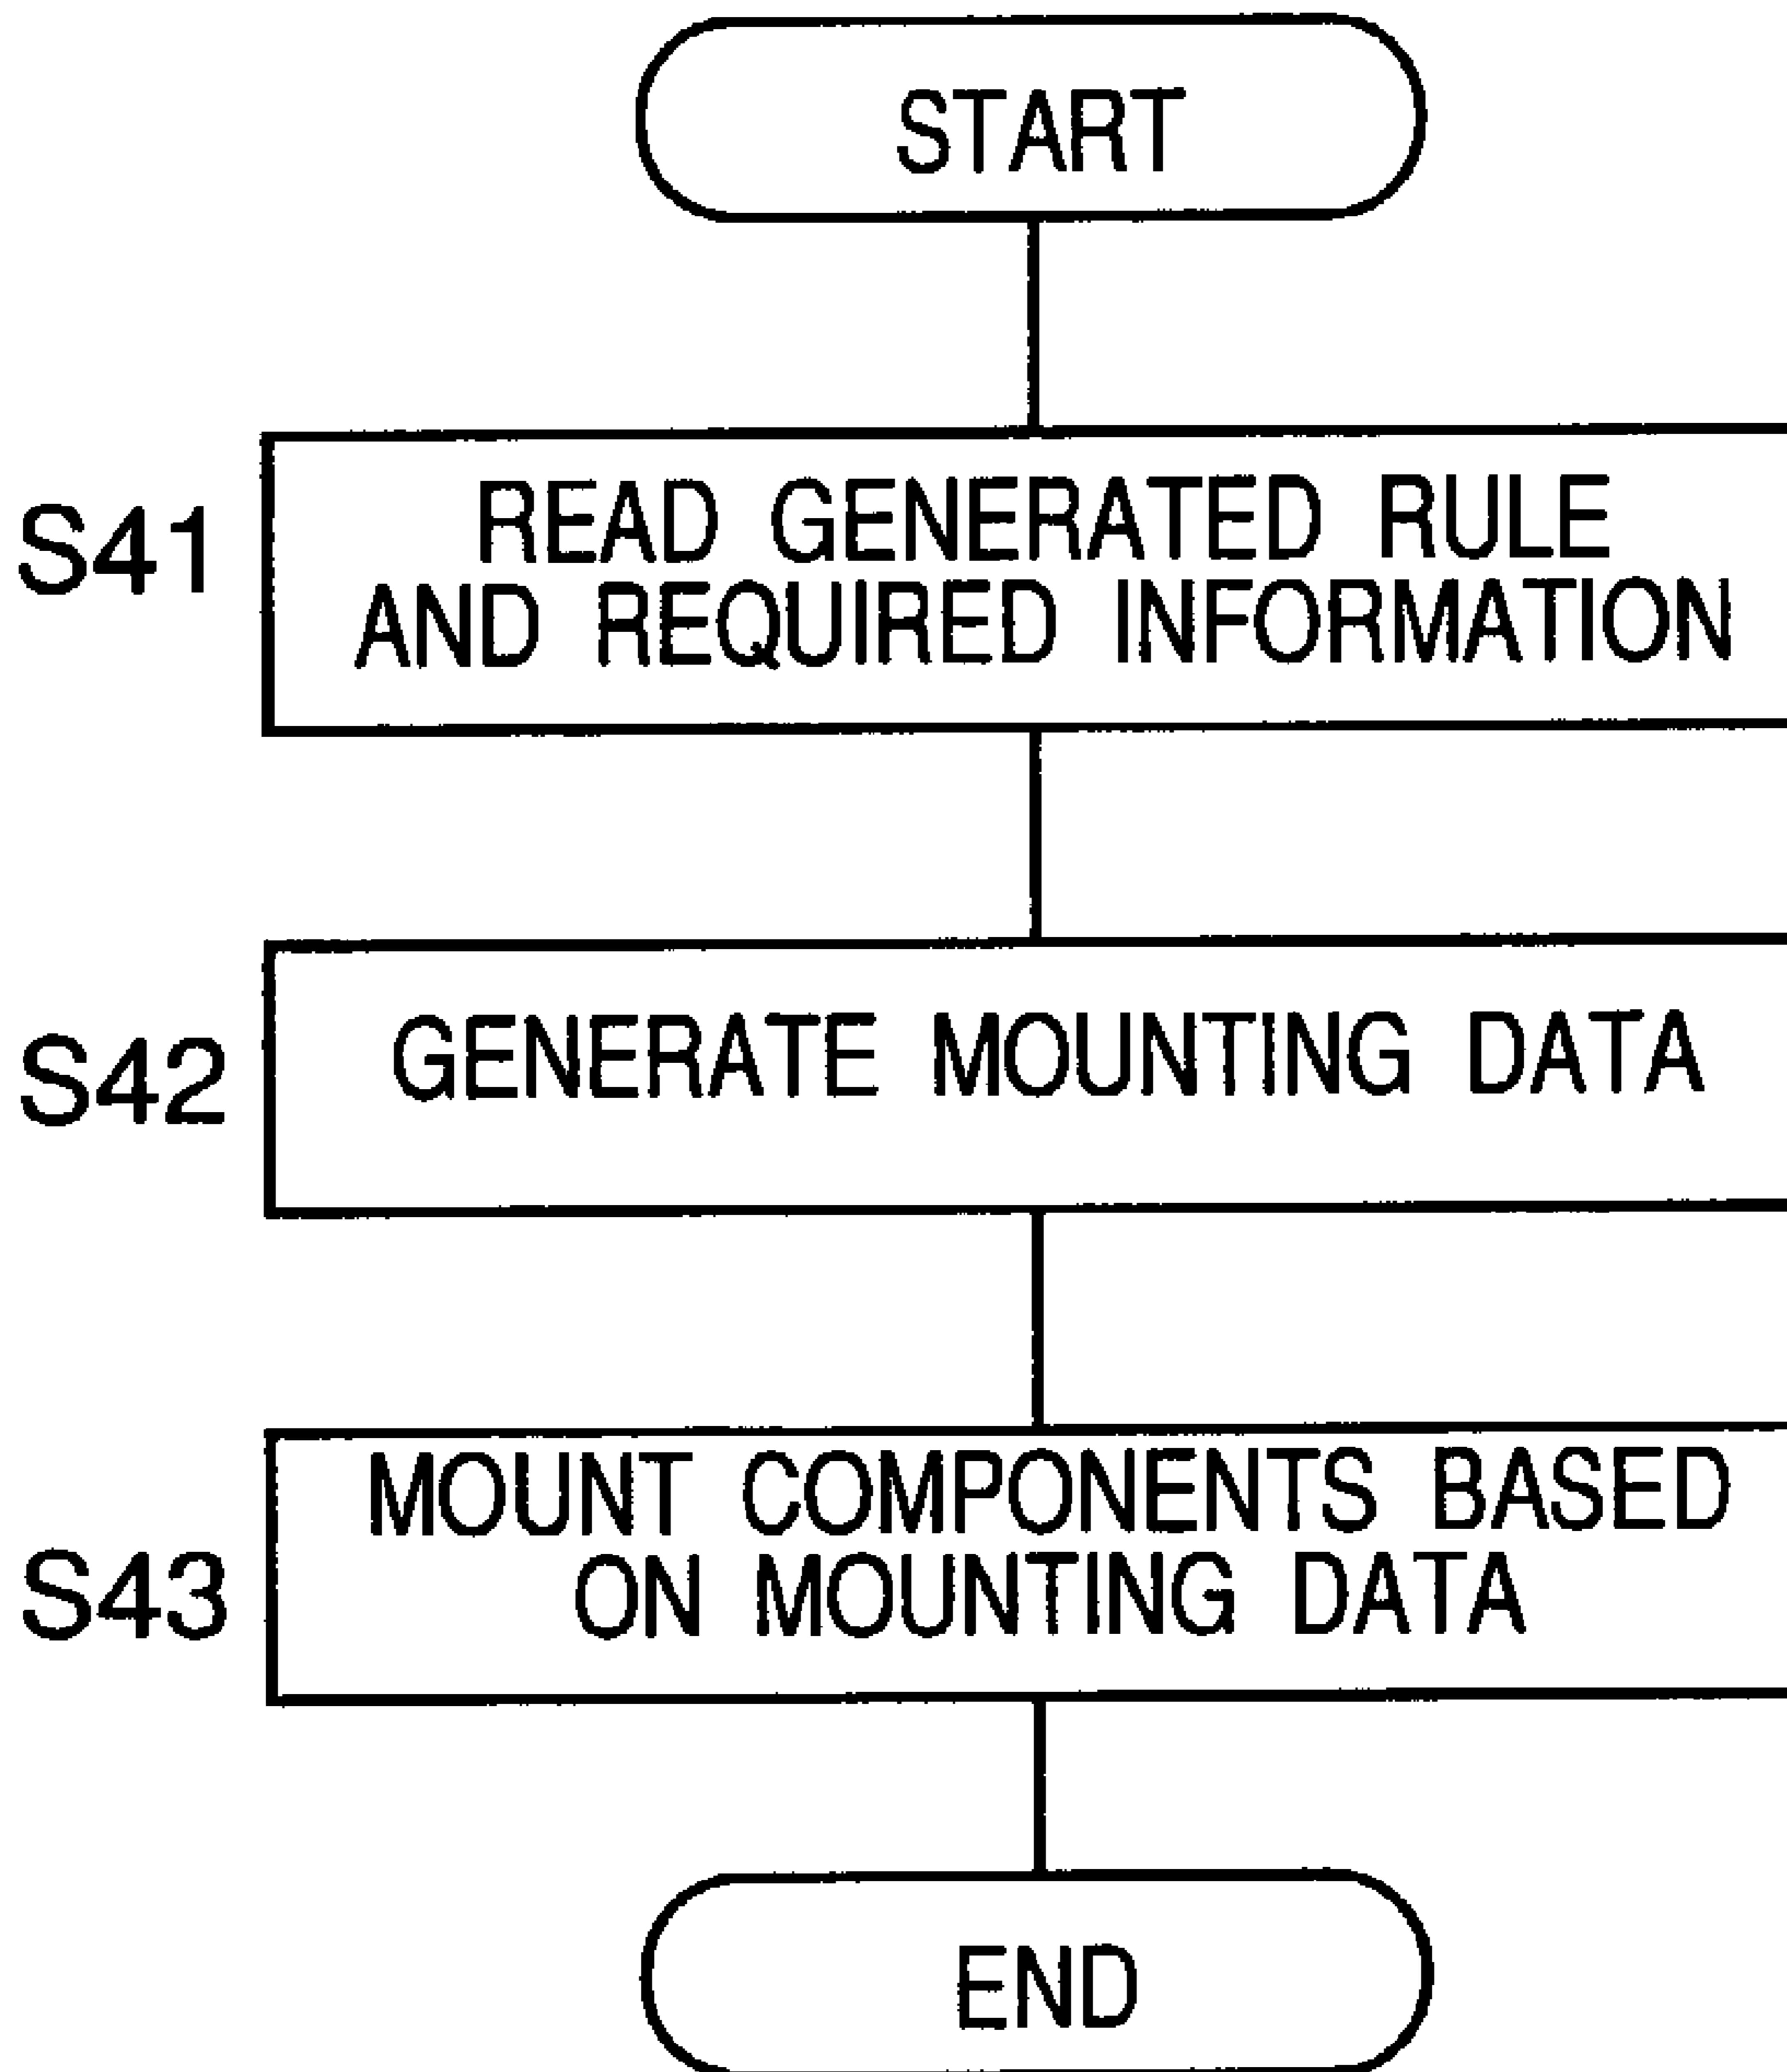 START
S41
READ GENERATED RULE
AND REQUIRED INFORMATION
S42
GENERATE MOUNTING DATA
S43
MOUNT COMPONENTS BASED
ON MOUNTING DATA
END